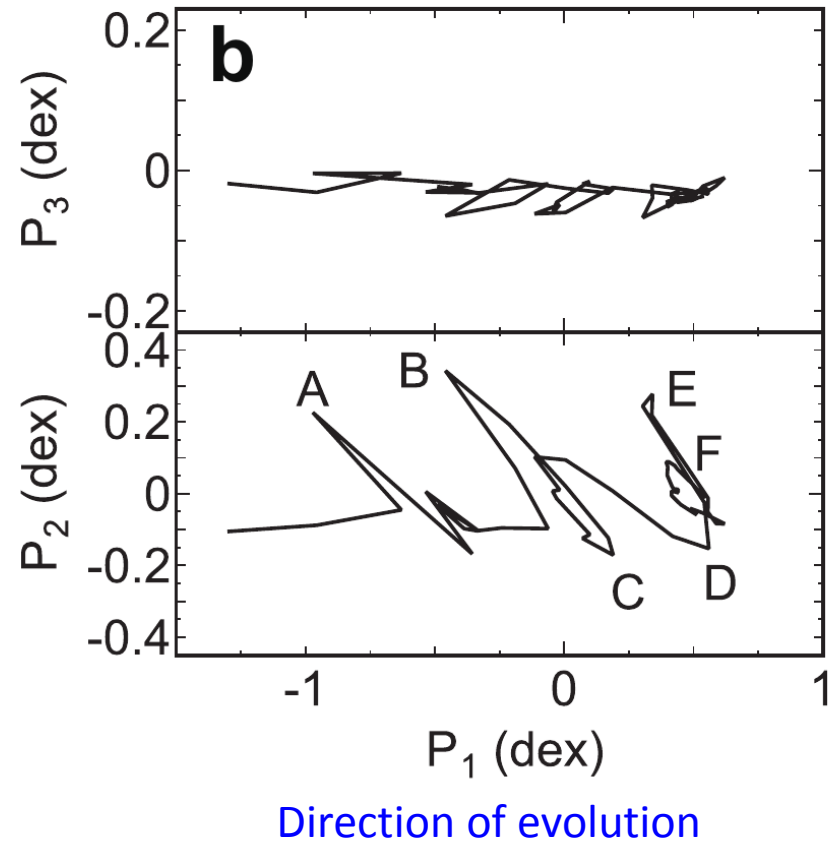 b
0.2
0
-0.2
P3 (dex)
0.4
0.2
0
-0.2
-0.4
P2 (dex)
A
B
C
D
E
F
-1
0
1
P1 (dex)
Direction of evolution